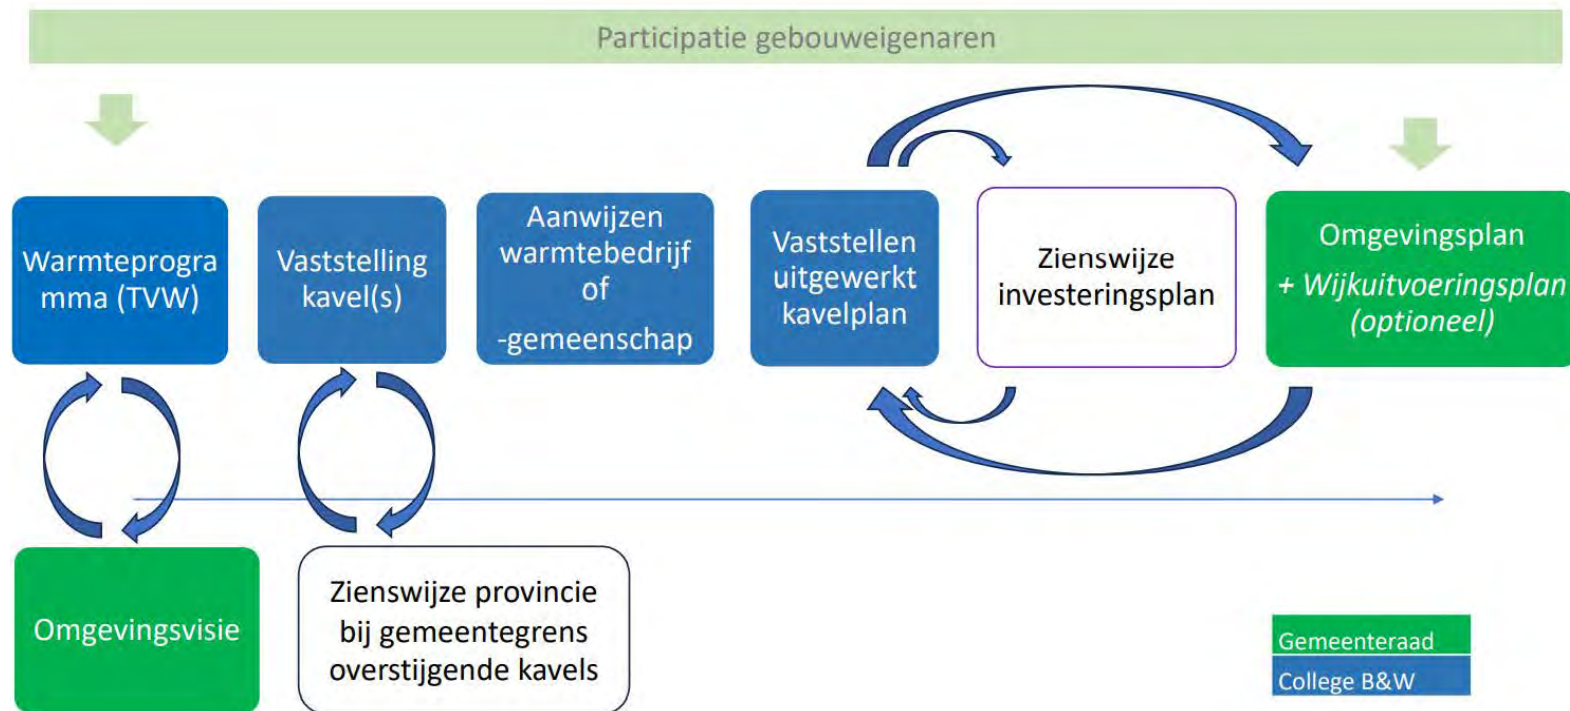 Participatie gebouweigenaren
Warmteprogra
mma (TVW)
Vaststelling
kavel(s)
Aanwijzen
warmtebedrijf
of
-gemeenschap
Vaststellen
uitgewerkt
kavelplan
Zienswijze
investeringsplan
Omgevingsplan
+ Wijkuitvoeringsplan
(optioneel)
Omgevingsvisie
Zienswijze provincie
bij gemeentegrens
overstijgende kavels
Gemeenteraad
College B&W